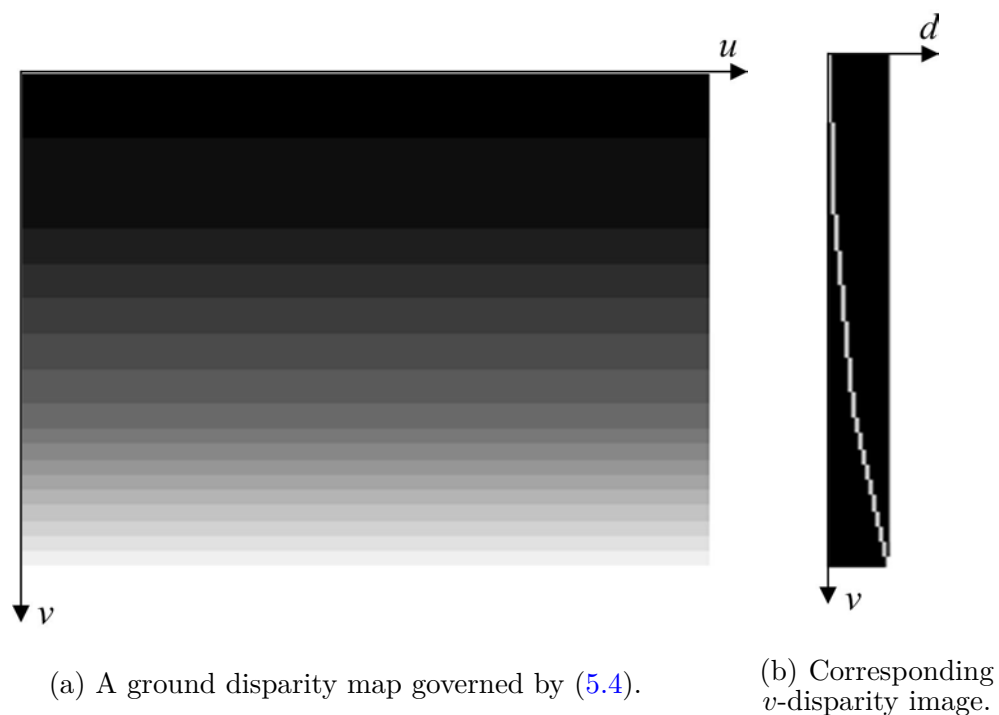 u
d
v
v
(a) A ground disparity map governed by (5.4).
(b) Corresponding
v-disparity image.